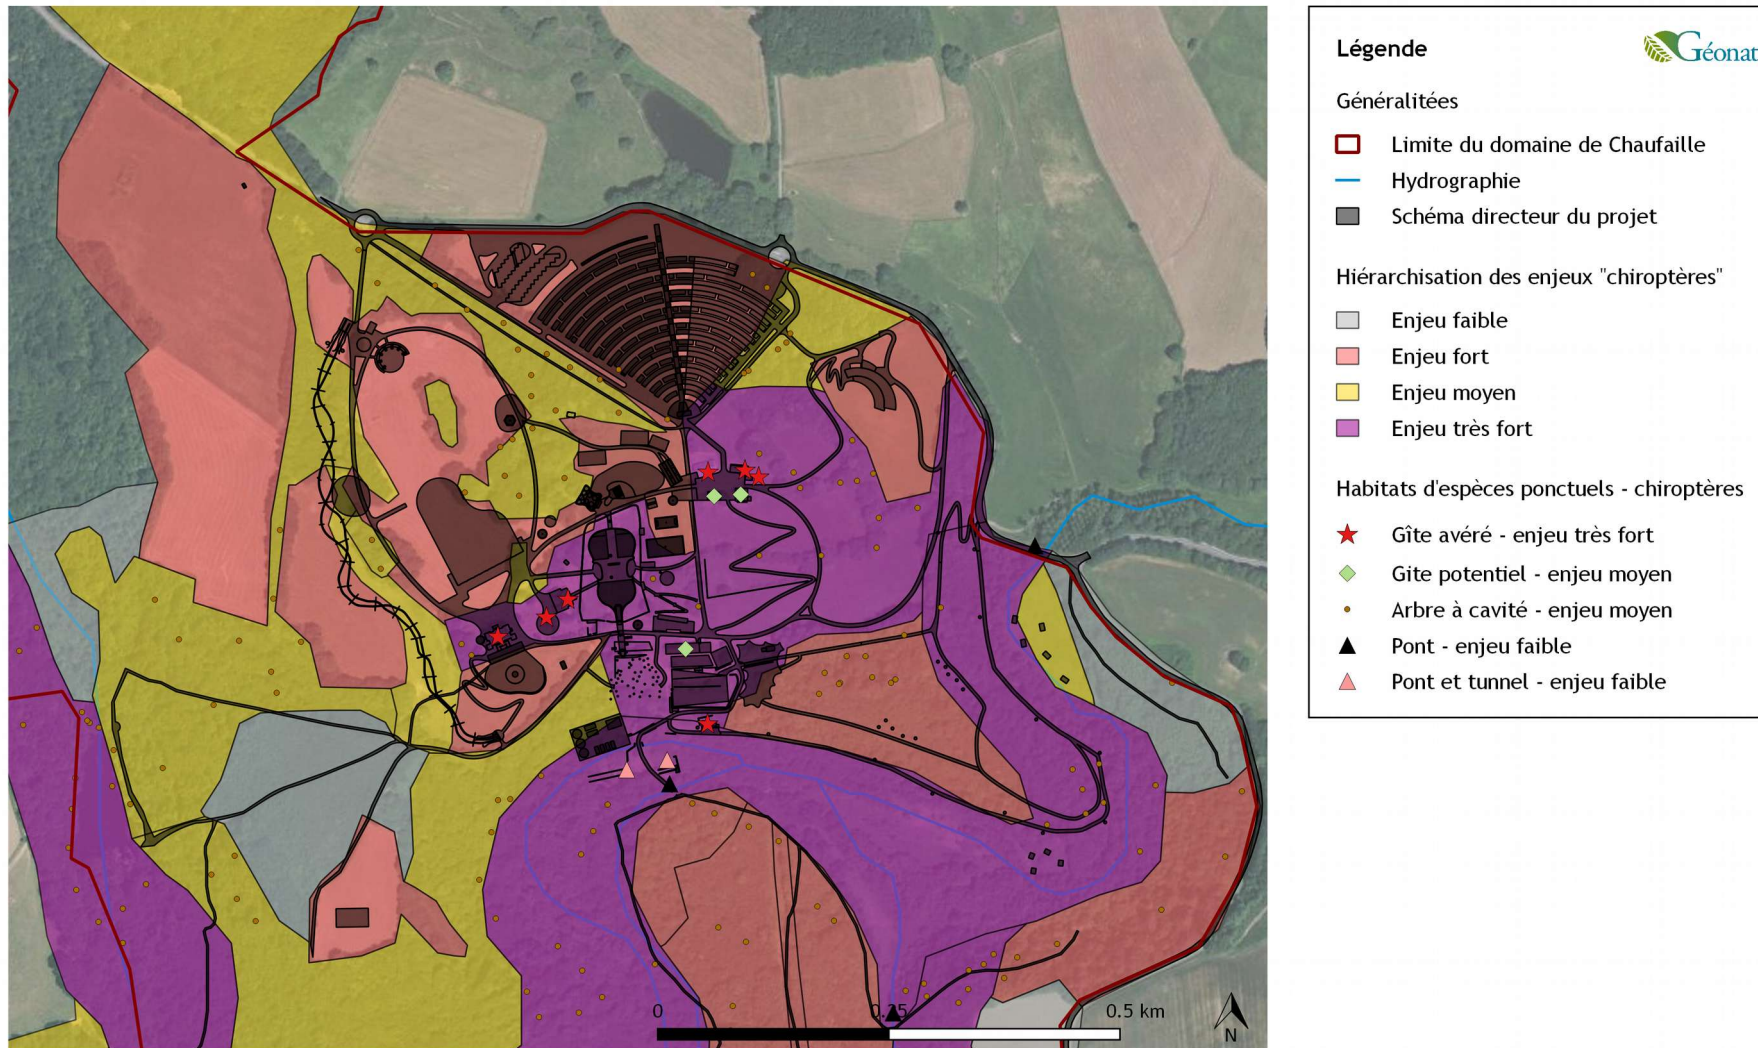 Légende
Géonat
Généralitées
Limite du domaine de Chaufaille
Hydrographie
Schéma directeur du projet
Hiérarchisation des enjeux "chiroptères"
Enjeu faible
Enjeu fort
Enjeu moyen
Enjeu très fort
Habitats d'espèces ponctuels - chiroptères
Gîte avéré - enjeu très fort
Gite potentiel - enjeu moyen
Arbre à cavité - enjeu moyen
Pont - enjeu faible
Pont et tunnel - enjeu faible
0 0.25 0.5 km
N